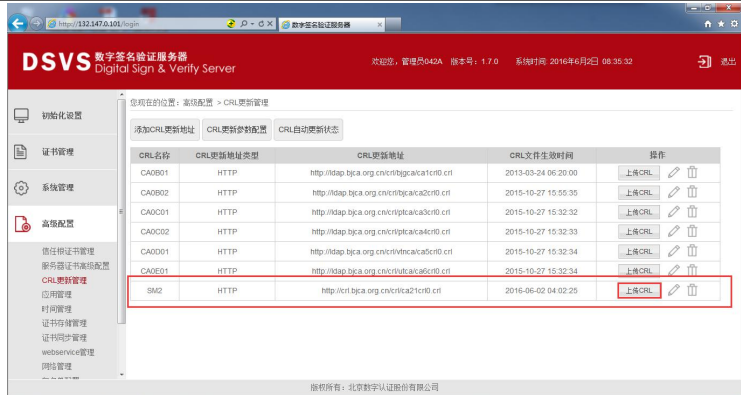 http://132.147.0.101/login
数字签名验证服务器
DSVS 数字签名验证服务器
Digital Sign & Verify Server
欢迎您，管理员042A 版本号：1.7.0 系统时间: 2016年6月2日 08:35:32
退出
初始化设置
证书管理
系统管理
高级配置
信任根证书管理
服务器证书高级配置
CRL更新管理
应用管理
时间管理
证书存储管理
证书同步管理
webservice管理
网络管理
您现在的位置：高级配置 > CRL更新管理
添加CRL更新地址 CRL更新参数配置 CRL自动更新状态
CRL名称 CRL更新地址类型 CRL更新地址 CRL文件生效时间 操作
CA0B01 HTTP http://ldap.bjca.org.cn/crl/bjgca/ca1crl0.crl 2013-03-24 06:20:00 上传CRL
CA0B02 HTTP http://ldap.bjca.org.cn/crl/bjca/ca2crl0.crl 2015-10-27 15:55:35 上传CRL
CA0C01 HTTP http://ldap.bjca.org.cn/crl/ptca/ca3crl0.crl 2015-10-27 15:32:32 上传CRL
CA0C02 HTTP http://ldap.bjca.org.cn/crl/ptca/ca4crl0.crl 2015-10-27 15:32:33 上传CRL
CA0D01 HTTP http://ldap.bjca.org.cn/crl/vtnca/ca5crl0.crl 2015-10-27 15:32:34 上传CRL
CA0E01 HTTP http://ldap.bjca.org.cn/crl/utca/ca6crl0.crl 2015-10-27 15:32:34 上传CRL
SM2 HTTP http://crl.bjca.org.cn/crl/ca21crl0.crl 2016-06-02 04:02:25 上传CRL
版权所有：北京数字认证股份有限公司